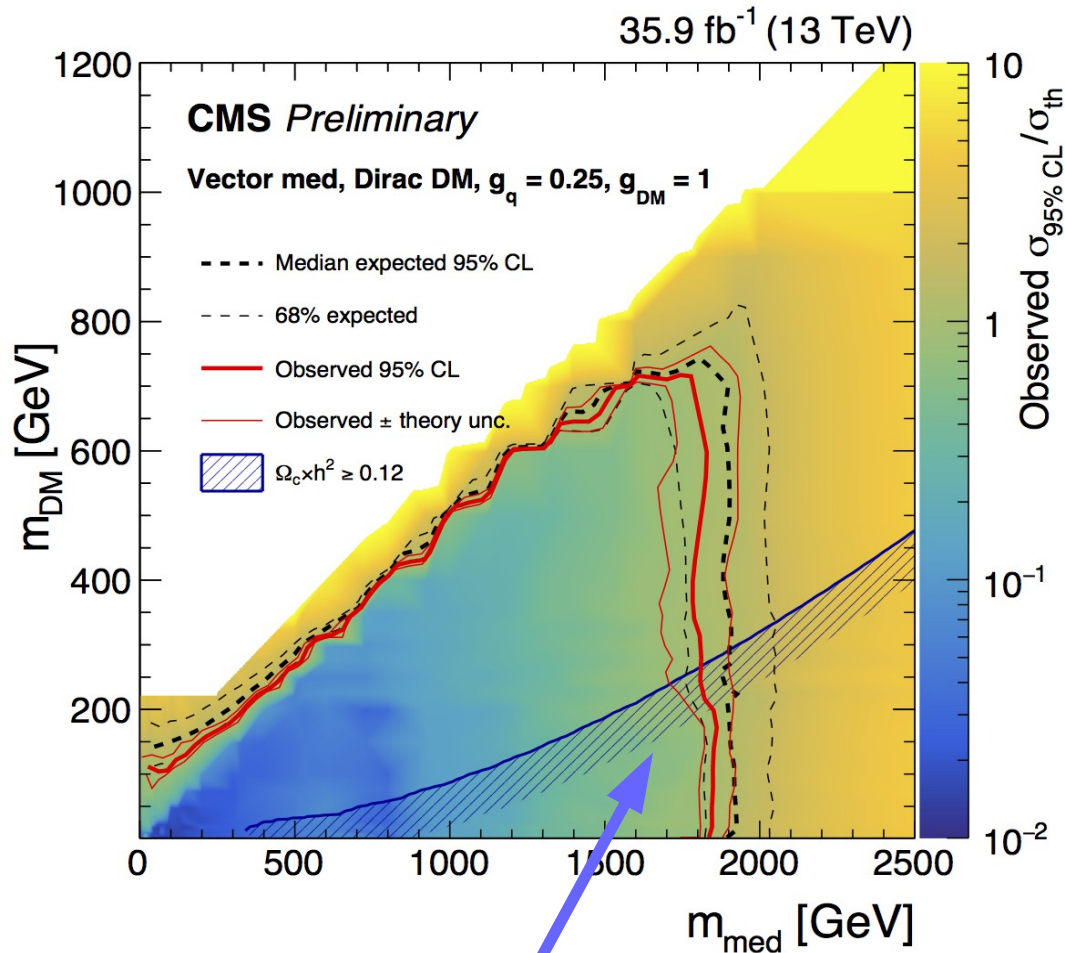 35.9 fb⁻¹ (13 TeV)
CMS Preliminary
Vector med, Dirac DM, g_q = 0.25, g_DM = 1
Median expected 95% CL
68% expected
Observed 95% CL
Observed ± theory unc.
Ω_c×h² ≥ 0.12
m_DM [GeV]
1200
1000
800
600
400
200
0 500 1000 1500 2000 2500
m_med [GeV]
10
1
10⁻¹
10⁻²
Observed σ_95% CL/σ_th